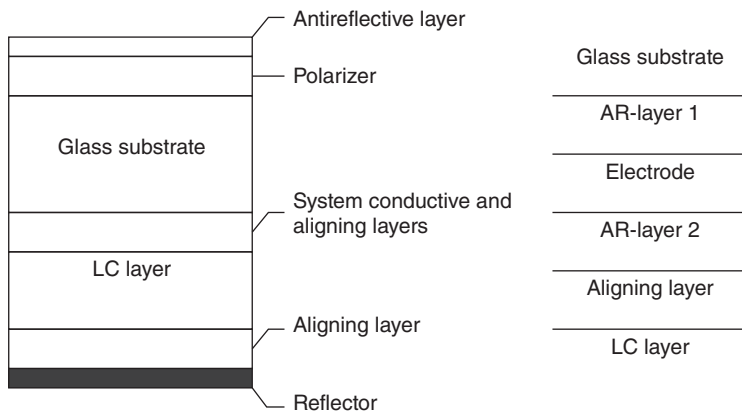 Antireflective layer
Polarizer
Glass substrate
System conductive and
aligning layers
LC layer
Aligning layer
Reflector
Glass substrate
AR-layer 1
Electrode
AR-layer 2
Aligning layer
LC layer